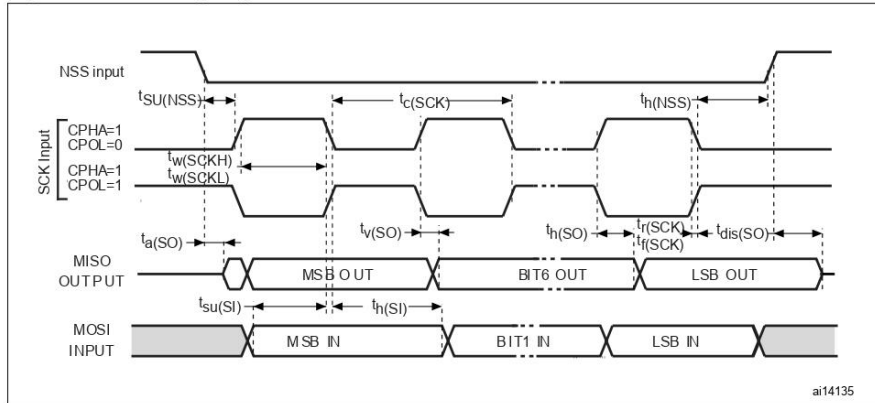 NSS input
tSU(NSS)
tc(SCK)
th(NSS)
SCK Input
CPHA=1
CPOL=0
tw(SCKH)
CPHA=1
tw(SCKL)
CPOL=1
ta(SO)
tv(SO)
th(SO)
tr(SCK)
tf(SCK)
tdis(SO)
MISO
OUTPUT
MSB OUT
BIT6 OUT
LSB OUT
tsu(SI)
th(SI)
MOSI
INPUT
MSB IN
BIT1 IN
LSB IN
ai14135